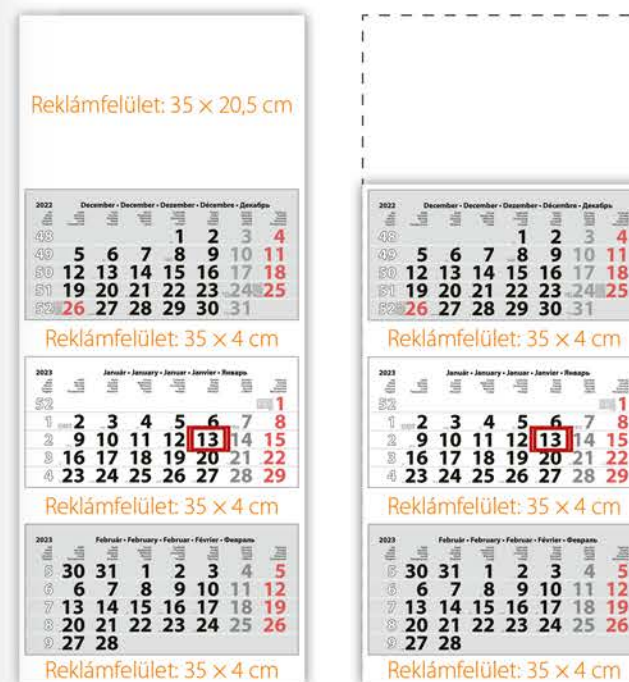 Reklámfelület: 35 × 20,5 cm
2022 December • December • Dezember • Décembre • Декабрь
48 1 2 3 4
49 5 6 7 8 9 10 11
50 12 13 14 15 16 17 18
51 19 20 21 22 23 24 25
52 26 27 28 29 30 31
Reklámfelület: 35 × 4 cm
2023 Január • January • Januar • Janvier • Январь
52 1
1 2 3 4 5 6 7 8
2 9 10 11 12 13 14 15
3 16 17 18 19 20 21 22
4 23 24 25 26 27 28 29
Reklámfelület: 35 × 4 cm
2023 Február • February • Februar • Février • Февраль
5 30 31 1 2 3 4 5
6 6 7 8 9 10 11 12
7 13 14 15 16 17 18 19
8 20 21 22 23 24 25 26
9 27 28
Reklámfelület: 35 × 4 cm
2022 December • December • Dezember • Décembre • Декабрь
48 1 2 3 4
49 5 6 7 8 9 10 11
50 12 13 14 15 16 17 18
51 19 20 21 22 23 24 25
52 26 27 28 29 30 31
Reklámfelület: 35 × 4 cm
2023 Január • January • Januar • Janvier • Январь
52 1
1 2 3 4 5 6 7 8
2 9 10 11 12 13 14 15
3 16 17 18 19 20 21 22
4 23 24 25 26 27 28 29
Reklámfelület: 35 × 4 cm
2023 Február • February • Februar • Février • Февраль
5 30 31 1 2 3 4 5
6 6 7 8 9 10 11 12
7 13 14 15 16 17 18 19
8 20 21 22 23 24 25 26
9 27 28
Reklámfelület: 35 × 4 cm